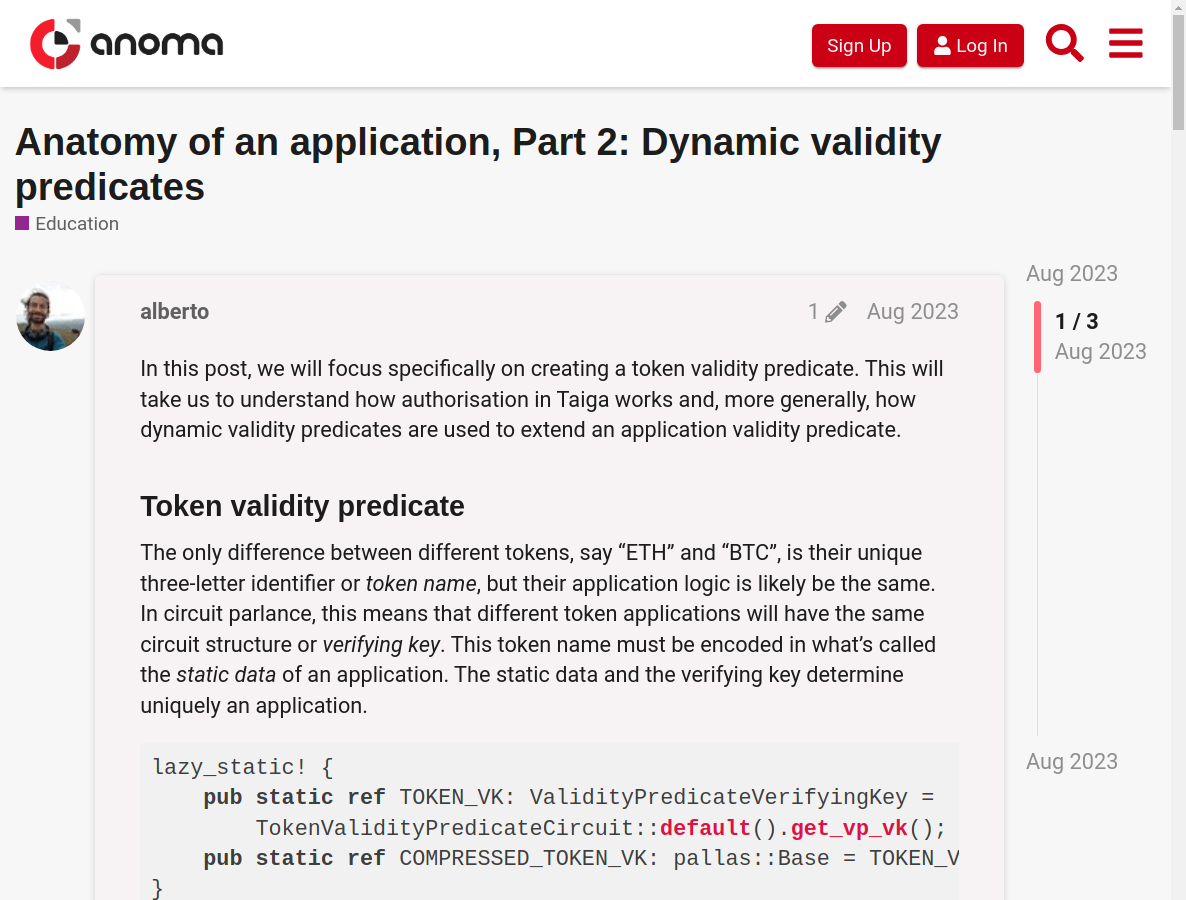 anoma
Sign Up
Log In
Anatomy of an application, Part 2: Dynamic validity
predicates
Education
Aug 2023
alberto
1
Aug 2023
1 / 3
Aug 2023
In this post, we will focus specifically on creating a token validity predicate. This will
take us to understand how authorisation in Taiga works and, more generally, how
dynamic validity predicates are used to extend an application validity predicate.
Token validity predicate
The only difference between different tokens, say “ETH” and “BTC”, is their unique
three-letter identifier or token name, but their application logic is likely be the same.
In circuit parlance, this means that different token applications will have the same
circuit structure or verifying key. This token name must be encoded in what’s called
the static data of an application. The static data and the verifying key determine
uniquely an application.
lazy_static! {
    pub static ref TOKEN_VK: ValidityPredicateVerifyingKey =
        TokenValidityPredicateCircuit::default().get_vp_vk();
    pub static ref COMPRESSED_TOKEN_VK: pallas::Base = TOKEN_V
}
Aug 2023